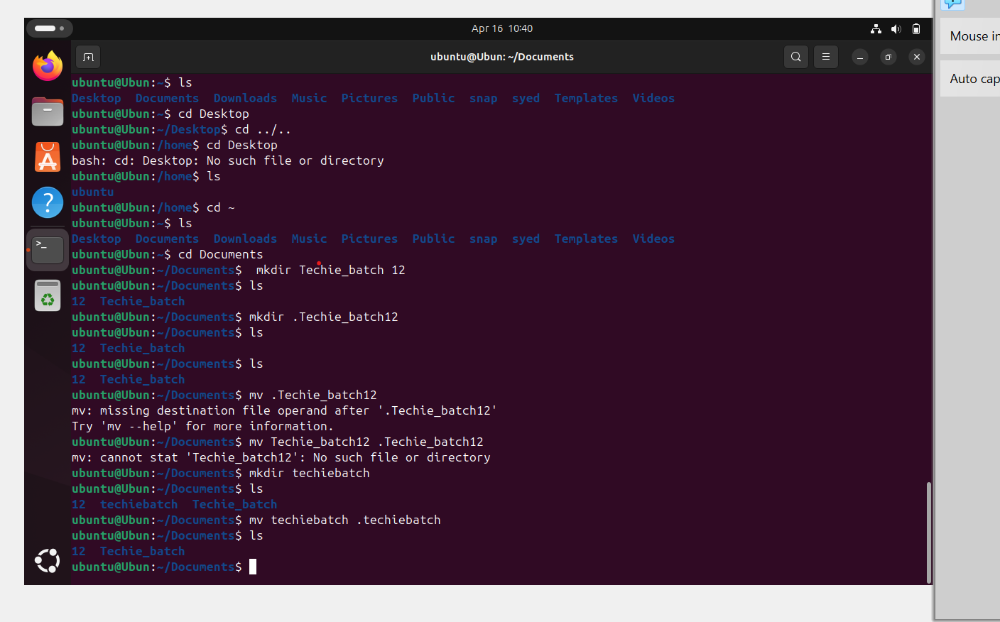 Apr 16 10:40
ubuntu@Ubun: ~/Documents
ubuntu@Ubun:~$ ls
Desktop Documents Downloads Music Pictures Public snap syed Templates Videos
ubuntu@Ubun:~$ cd Desktop
ubuntu@Ubun:~/Desktop$ cd ../..
ubuntu@Ubun:/home$ cd Desktop
bash: cd: Desktop: No such file or directory
ubuntu@Ubun:/home$ ls
ubuntu
ubuntu@Ubun:/home$ cd ~
ubuntu@Ubun:~$ ls
Desktop Documents Downloads Music Pictures Public snap syed Templates Videos
ubuntu@Ubun:~$ cd Documents
ubuntu@Ubun:~/Documents$  mkdir Techie_batch 12
ubuntu@Ubun:~/Documents$ ls
12 Techie_batch
ubuntu@Ubun:~/Documents$ mkdir .Techie_batch12
ubuntu@Ubun:~/Documents$ ls
12 Techie_batch
ubuntu@Ubun:~/Documents$ ls
12 Techie_batch
ubuntu@Ubun:~/Documents$ mv .Techie_batch12
mv: missing destination file operand after '.Techie_batch12'
Try 'mv --help' for more information.
ubuntu@Ubun:~/Documents$ mv Techie_batch12 .Techie_batch12
mv: cannot stat 'Techie_batch12': No such file or directory
ubuntu@Ubun:~/Documents$ mkdir techiebatch
ubuntu@Ubun:~/Documents$ ls
12 techiebatch Techie_batch
ubuntu@Ubun:~/Documents$ mv techiebatch .techiebatch
ubuntu@Ubun:~/Documents$ ls
12 Techie_batch
ubuntu@Ubun:~/Documents$
Mouse in
Auto cap